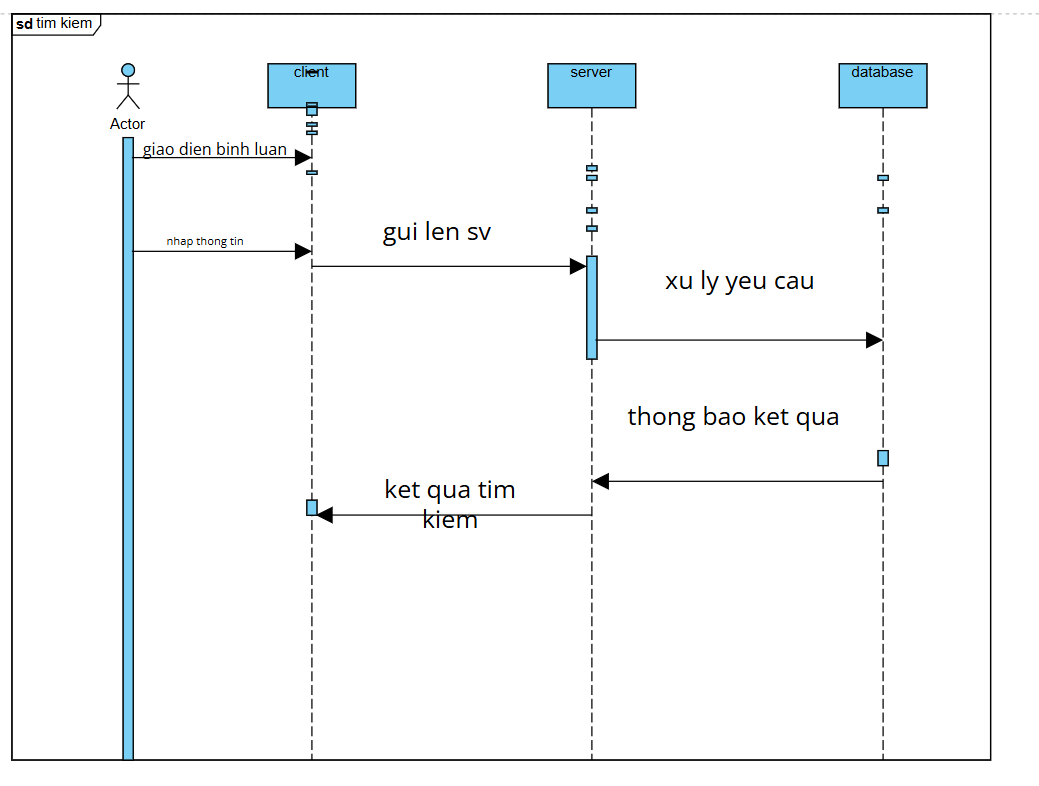 sd tim kiem
client
server
database
Actor
giao dien binh luan
nhap thong tin
gui len sv
xu ly yeu cau
thong bao ket qua
ket qua tim
kiem